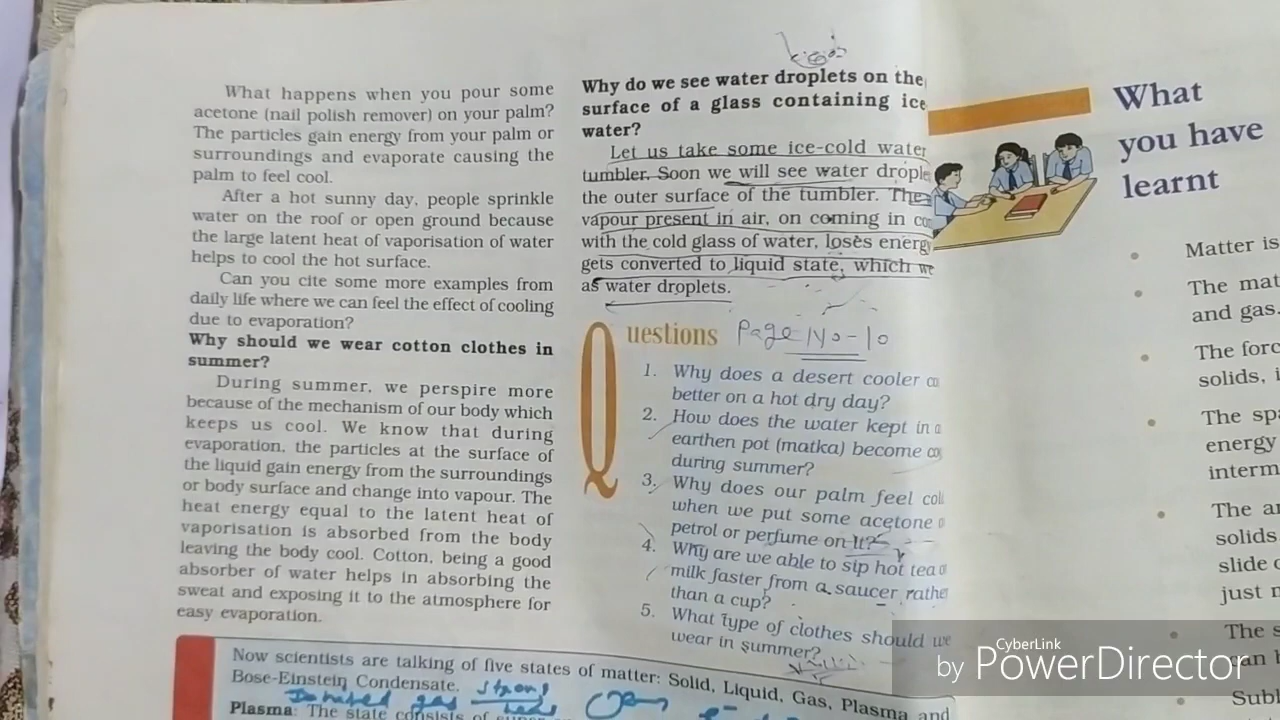 What happens when you pour some
acetone (nail polish remover) on your palm?
The particles gain energy from your palm or
surroundings and evaporate causing the
palm to feel cool.
After a hot sunny day, people sprinkle
water on the roof or open ground because
the large latent heat of vaporisation of water
helps to cool the hot surface.
Can you cite some more examples from
daily life where we can feel the effect of cooling
due to evaporation?
Why should we wear cotton clothes in
summer?
During summer, we perspire more
because of the mechanism of our body which
keeps us cool. We know that during
evaporation, the particles at the surface of
the liquid gain energy from the surroundings
or body surface and change into vapour. The
heat energy equal to the latent heat of
vaporisation is absorbed from the body
leaving the body cool. Cotton, being a good
absorber of water helps in absorbing the
sweat and exposing it to the atmosphere for
easy evaporation.
Why do we see water droplets on the
surface of a glass containing ice
water?
Let us take some ice-cold water
tumbler. Soon we will see water drople
the outer surface of the tumbler. The
vapour present in air, on coming in co
with the cold glass of water, loses energy
gets converted to liquid state, which we
as water droplets.
Questions Page
1. Why does a desert cooler co
better on a hot dry day?
2. How does the water kept in a
earthen pot (matka) become coo
during summer?
3. Why does our palm feel col
when we put some acetone o
petrol or perfume on it?
4. Why are we able to sip hot tea o
milk faster from a saucer rathe
than a cup?
5. What type of clothes should we
wear in summer?
Now scientists are talking of five states of matter: Solid, Liquid, Gas, Plasma and
Bose-Einstein Condensate. strong
gas
Plasma: The state consists of
What
you have
learnt
• Matter is
• The mat
and gas.
• The forc
solids, i
• The sp
energy
interm
• The ar
solids.
slide o
just m
• The s
can b
Subl
CyberLink
by PowerDirector